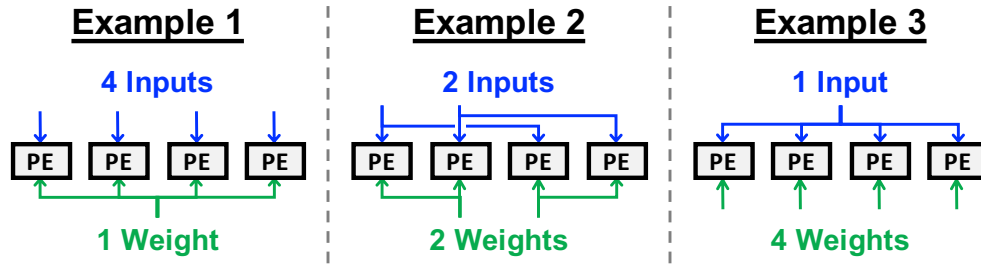 Example 1
4 Inputs
PE PE PE PE
1 Weight
Example 2
2 Inputs
PE PE PE PE
2 Weights
Example 3
1 Input
PE PE PE PE
4 Weights